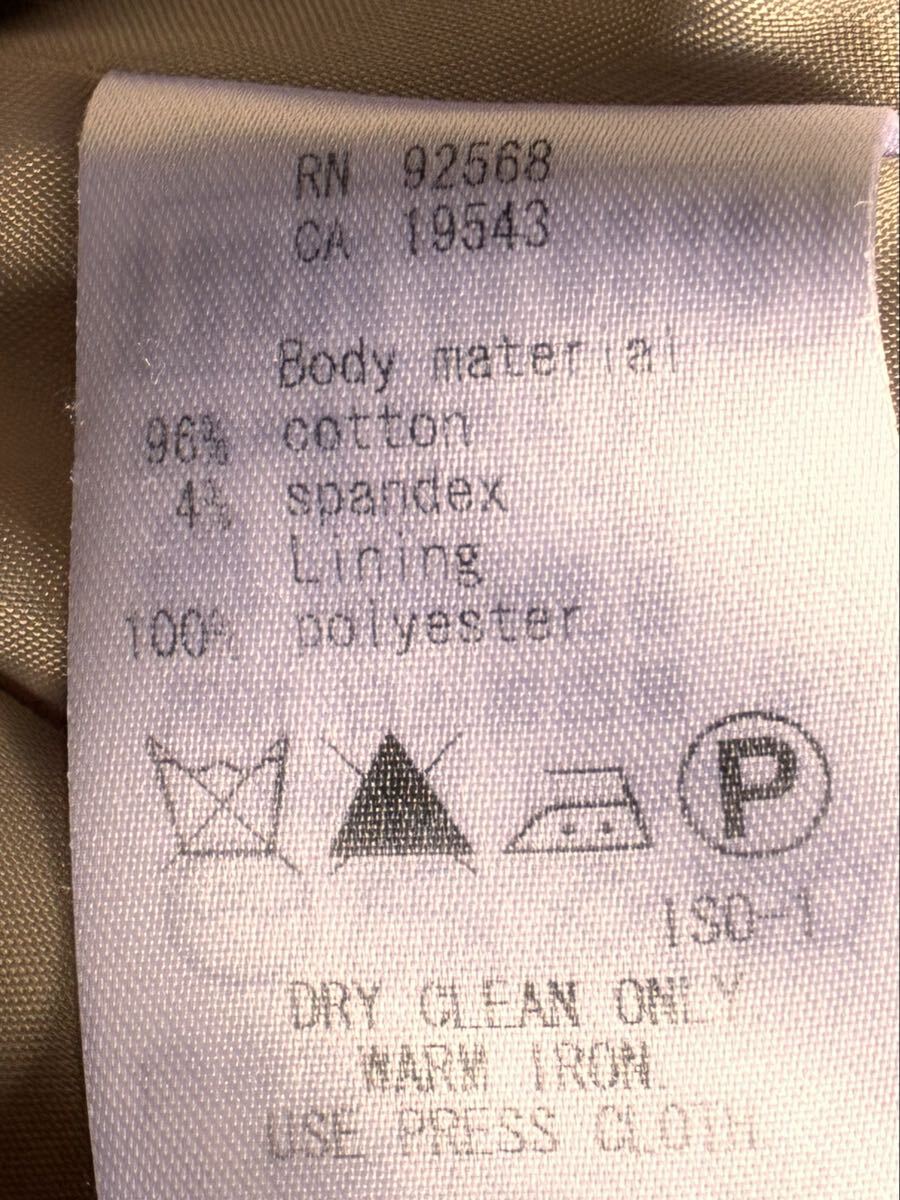 RN 92568
CA 19543
Body material
96% cotton
4% spandex
Lining
100% polyester
P
ISO-1
DRY CLEAN ONLY
WARM IRON
USE PRESS CLOTH